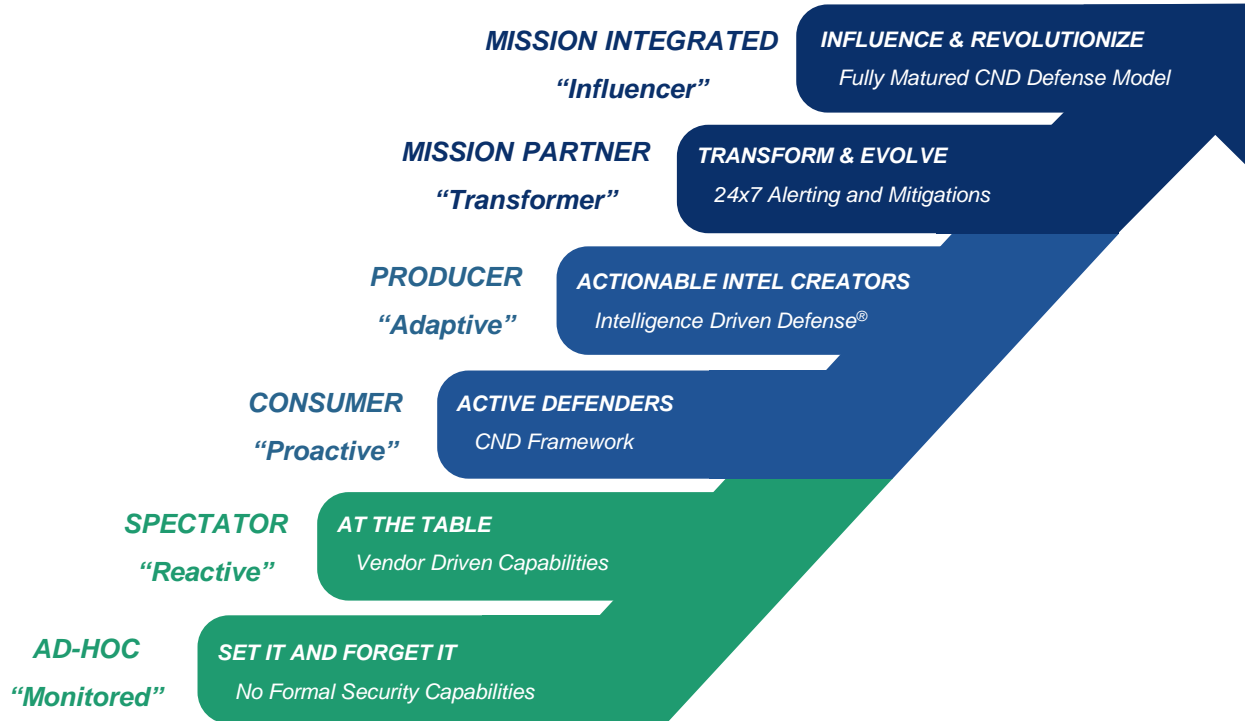 MISSION INTEGRATED
“Influencer”
INFLUENCE & REVOLUTIONIZE
Fully Matured CND Defense Model
MISSION PARTNER
“Transformer”
TRANSFORM & EVOLVE
24x7 Alerting and Mitigations
PRODUCER
“Adaptive”
ACTIONABLE INTEL CREATORS
Intelligence Driven Defense®
CONSUMER
“Proactive”
ACTIVE DEFENDERS
CND Framework
SPECTATOR
“Reactive”
AT THE TABLE
Vendor Driven Capabilities
AD-HOC
“Monitored”
SET IT AND FORGET IT
No Formal Security Capabilities